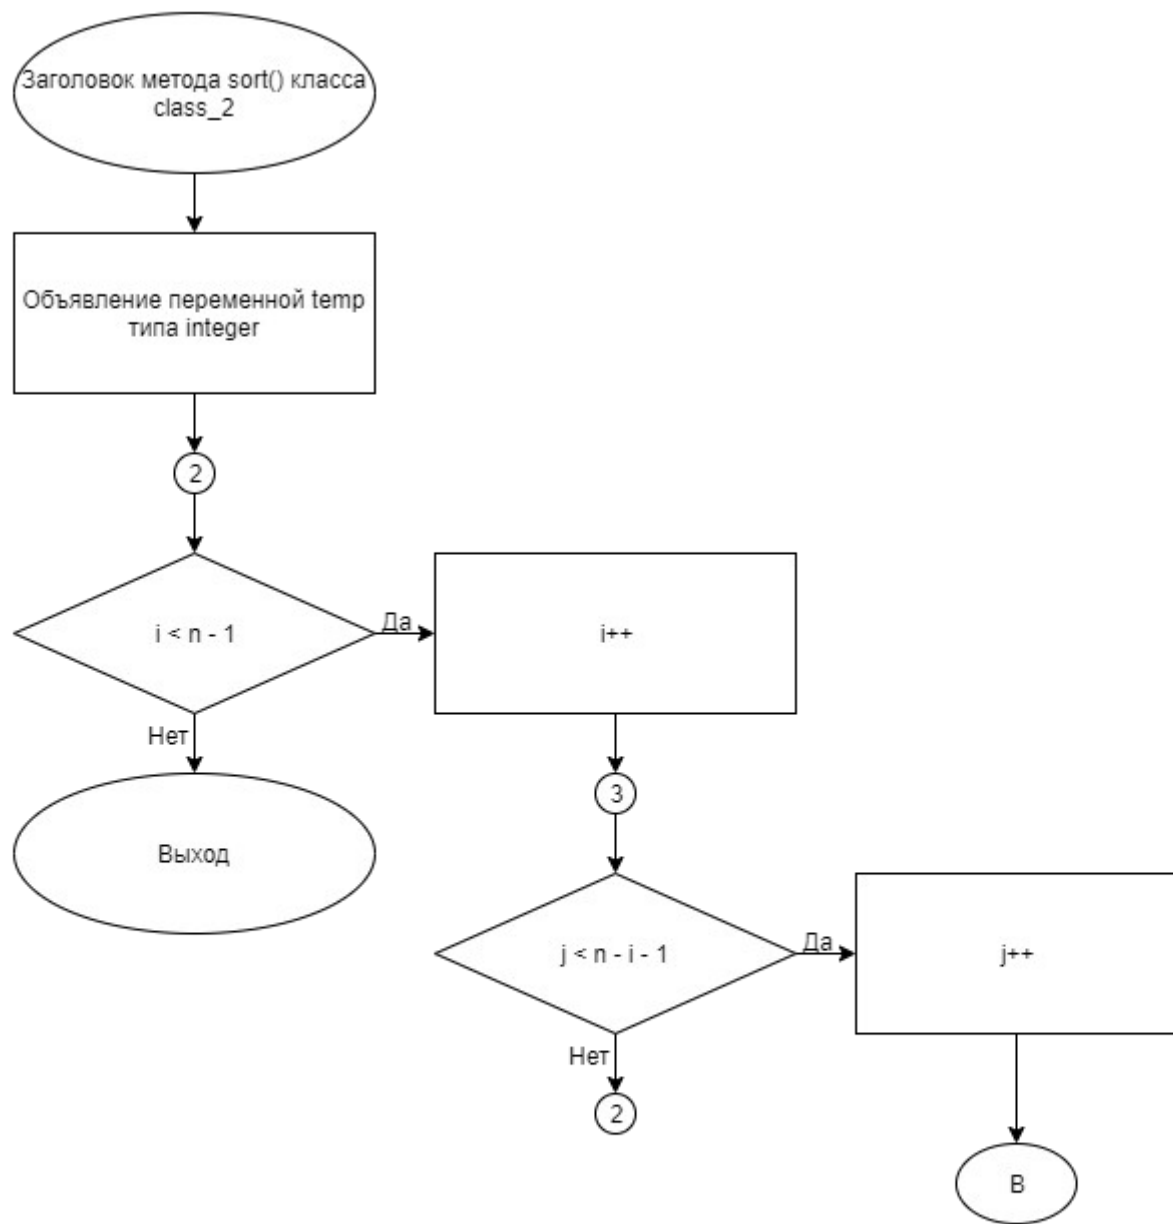 Заголовок метода sort() класса
class_2
Объявление переменной temp
типа integer
2
i < n - 1
Да
i++
Нет
3
Выход
j < n - i - 1
Да
j++
Нет
2
В